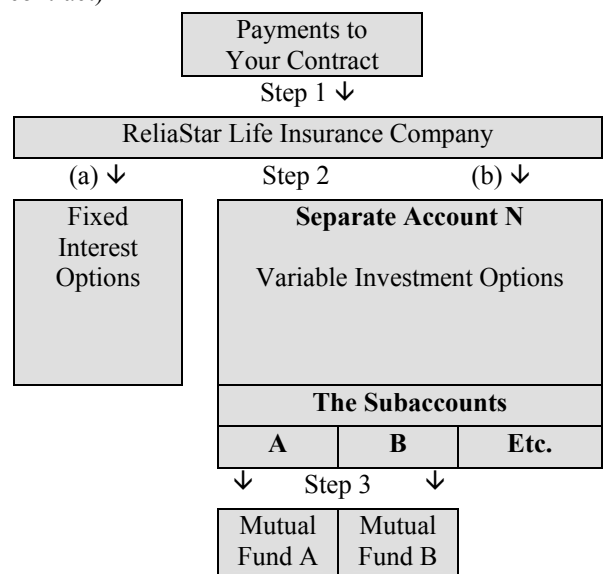 Payments to
Your Contract
Step 1 ↓
ReliaStar Life Insurance Company
(a) ↓ Step 2 (b) ↓
Fixed
Interest
Options
Separate Account N
Variable Investment Options
The Subaccounts
A B Etc.
↓ Step 3 ↓
Mutual
Fund A
Mutual
Fund B